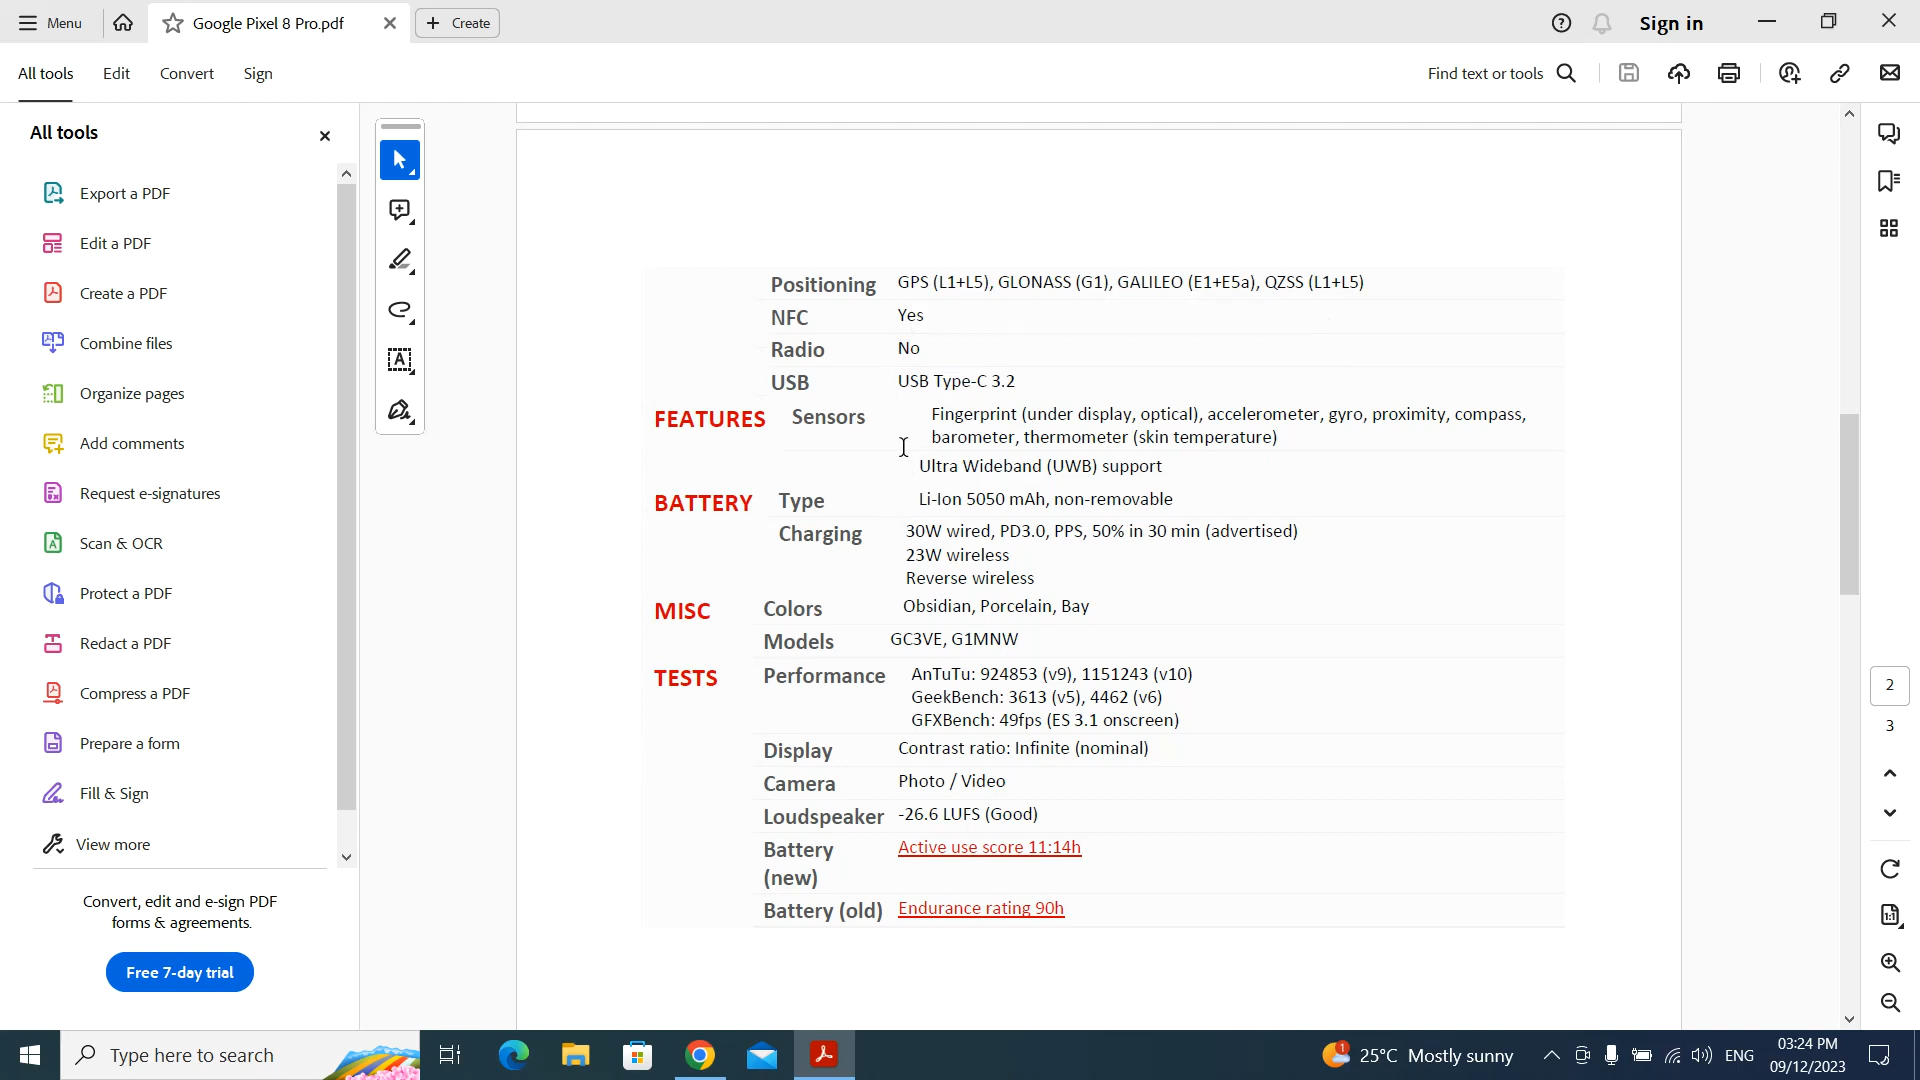 Menu
Google Pixel 8 Pro.pdf
Create
Sign in
All tools
Edit
Convert
Sign
Find text or tools
All tools
Export a PDF
Edit a PDF
Create a PDF
Combine files
Organize pages
Add comments
Request e-signatures
Scan & OCR
Protect a PDF
Redact a PDF
Compress a PDF
Prepare a form
Fill & Sign
View more
Convert, edit and e-sign PDF
forms & agreements.
Free 7-day trial
Positioning GPS (L1+L5), GLONASS (G1), GALILEO (E1+E5a), QZSS (L1+L5)
NFC Yes
Radio No
USB USB Type-C 3.2
FEATURES Sensors Fingerprint (under display, optical), accelerometer, gyro, proximity, compass,
barometer, thermometer (skin temperature)
Ultra Wideband (UWB) support
BATTERY Type Li-Ion 5050 mAh, non-removable
Charging 30W wired, PD3.0, PPS, 50% in 30 min (advertised)
23W wireless
Reverse wireless
MISC Colors Obsidian, Porcelain, Bay
Models GC3VE, G1MNW
TESTS Performance AnTuTu: 924853 (v9), 1151243 (v10)
GeekBench: 3613 (v5), 4462 (v6)
GFXBench: 49fps (ES 3.1 onscreen)
Display Contrast ratio: Infinite (nominal)
Camera Photo / Video
Loudspeaker -26.6 LUFS (Good)
Battery Active use score 11:14h
(new)
Battery (old) Endurance rating 90h
2
3
1:1
Type here to search
1
25°C Mostly sunny
ENG
03:24 PM
09/12/2023